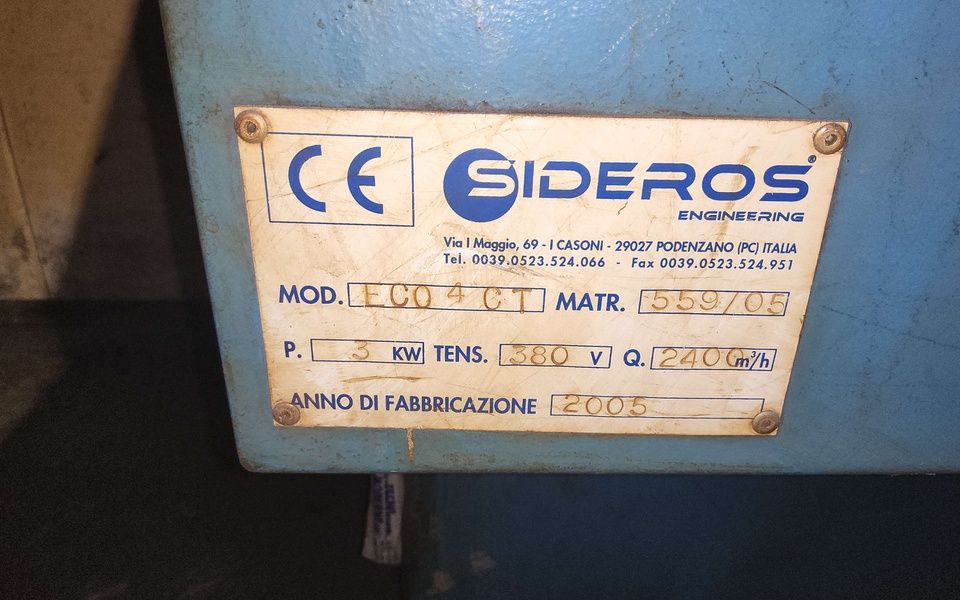 CE
SIDEROS®
ENGINEERING
Via I Maggio, 69 - I CASONI - 29027 PODENZANO (PC) ITALIA
Tel. 0039.0523.524.066 - Fax 0039.0523.524.951
MOD. ECO 4 CT MATR. 559/05
P. 3 KW TENS. 380 V Q. 2400 m³/h
ANNO DI FABBRICAZIONE 2005